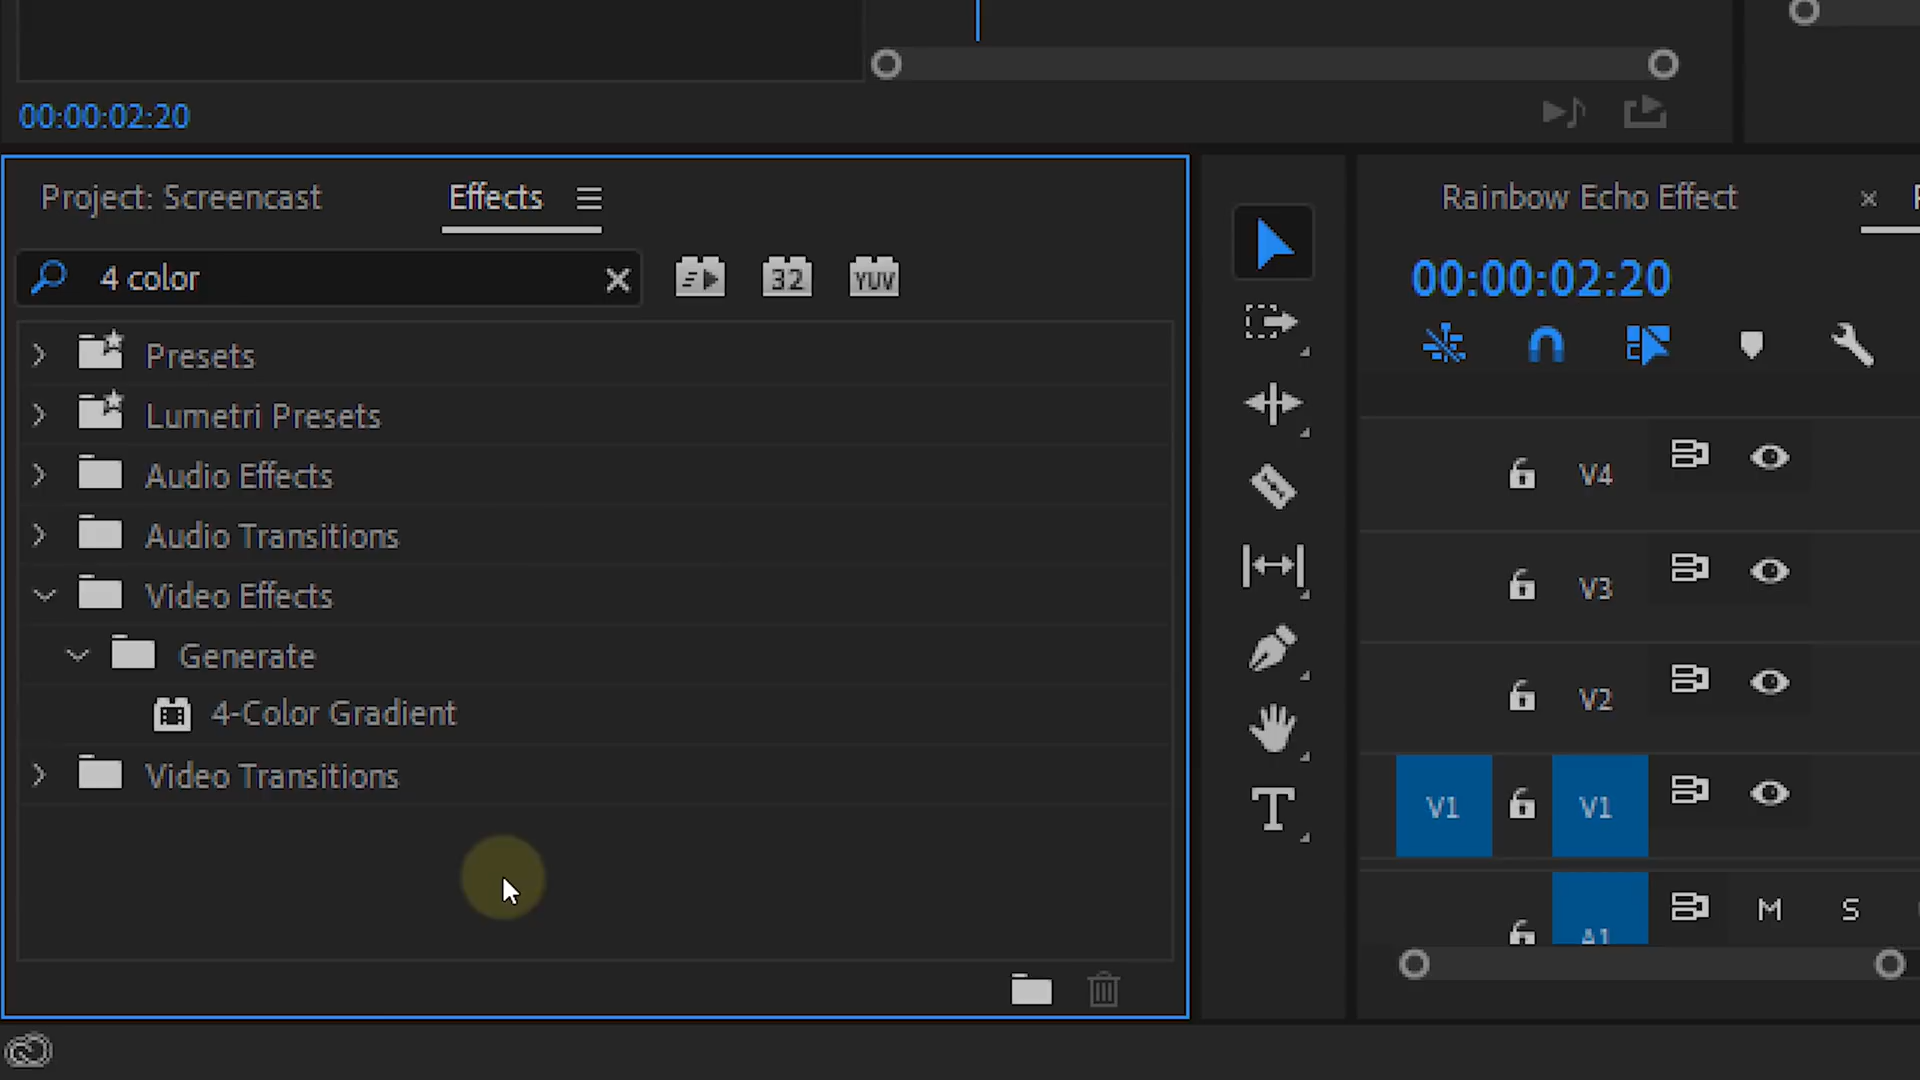 00:00:02:20
Project: Screencast
Effects
4 color
32
YUV
Presets
Lumetri Presets
Audio Effects
Audio Transitions
Video Effects
Generate
4-Color Gradient
Video Transitions
T
Rainbow Echo Effect
00:00:02:20
V4
V3
V2
V1
V1
A1
M
S